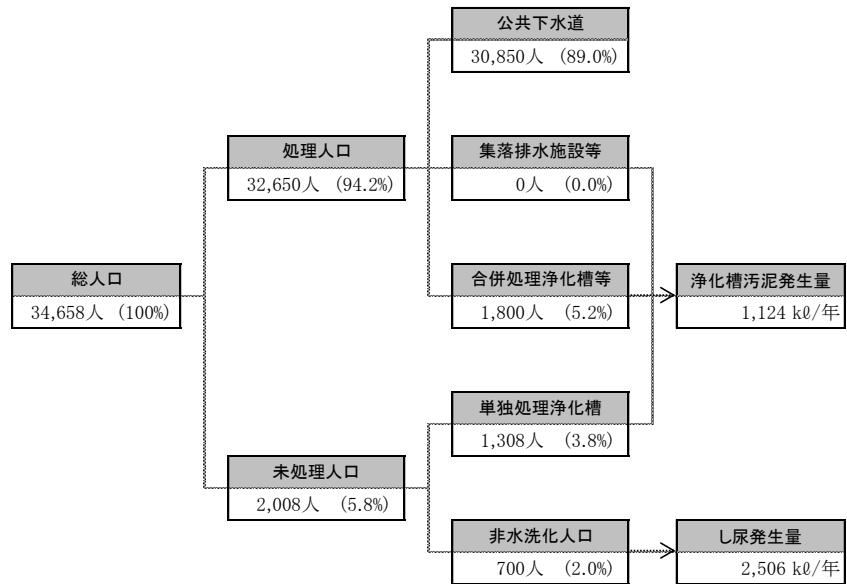 公共下水道
30,850人 (89.0%)
処理人口
32,650人 (94.2%)
集落排水施設等
0人 (0.0%)
総人口
34,658人 (100%)
合併処理浄化槽等
1,800人 (5.2%)
浄化槽汚泥発生量
1,124 kℓ/年
単独処理浄化槽
1,308人 (3.8%)
未処理人口
2,008人 (5.8%)
非水洗化人口
700人 (2.0%)
し尿発生量
2,506 kℓ/年